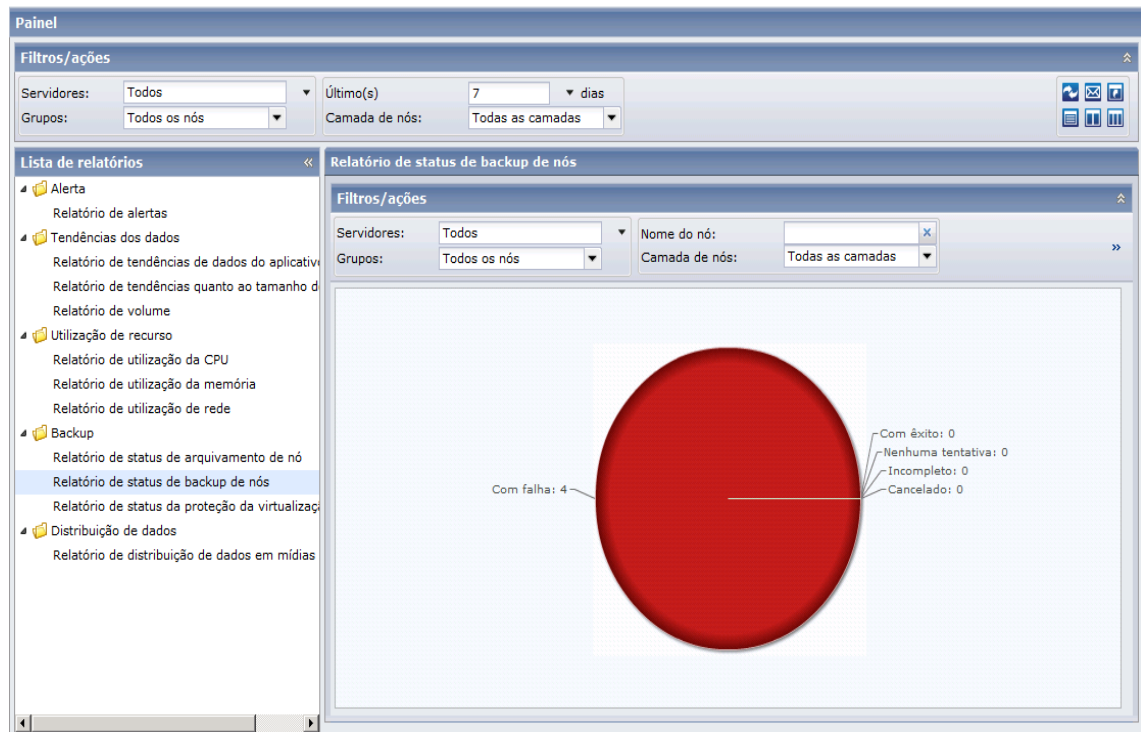 Painel
Filtros/ações
Servidores: Todos Último(s) 7 dias
Grupos: Todos os nós Camada de nós: Todas as camadas
Lista de relatórios
Alerta
Relatório de alertas
Tendências dos dados
Relatório de tendências de dados do aplicativo
Relatório de tendências quanto ao tamanho d
Relatório de volume
Utilização de recurso
Relatório de utilização da CPU
Relatório de utilização da memória
Relatório de utilização de rede
Backup
Relatório de status de arquivamento de nó
Relatório de status de backup de nós
Relatório de status da proteção da virtualizaç
Distribuição de dados
Relatório de distribuição de dados em mídias
Relatório de status de backup de nós
Filtros/ações
Servidores: Todos Nome do nó:
Grupos: Todos os nós Camada de nós: Todas as camadas
Com êxito: 0
Nenhuma tentativa: 0
Incompleto: 0
Com falha: 4 Cancelado: 0